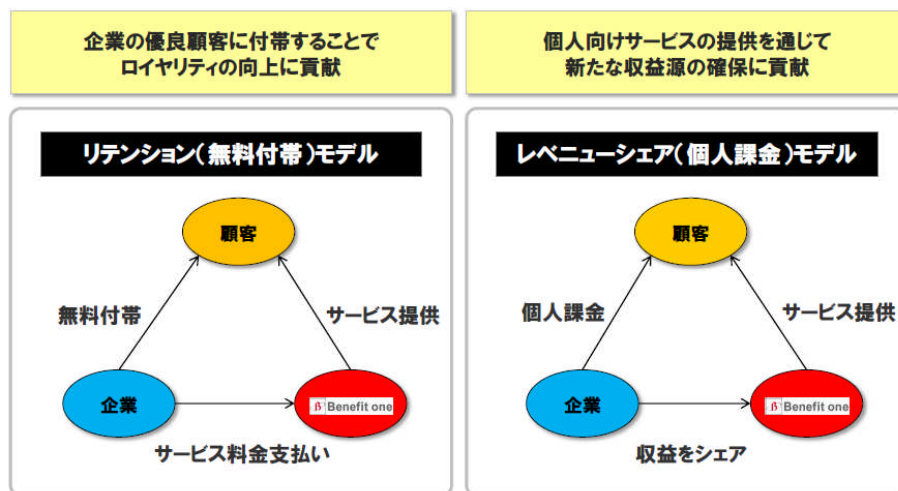 企業の優良顧客に付帯することで
ロイヤリティの向上に貢献
リテンション(無料付帯)モデル
顧客
無料付帯
サービス提供
企業
Benefit one
サービス料金支払い
個人向けサービスの提供を通じて
新たな収益源の確保に貢献
レベニューシェア(個人課金)モデル
顧客
個人課金
サービス提供
企業
Benefit one
収益をシェア